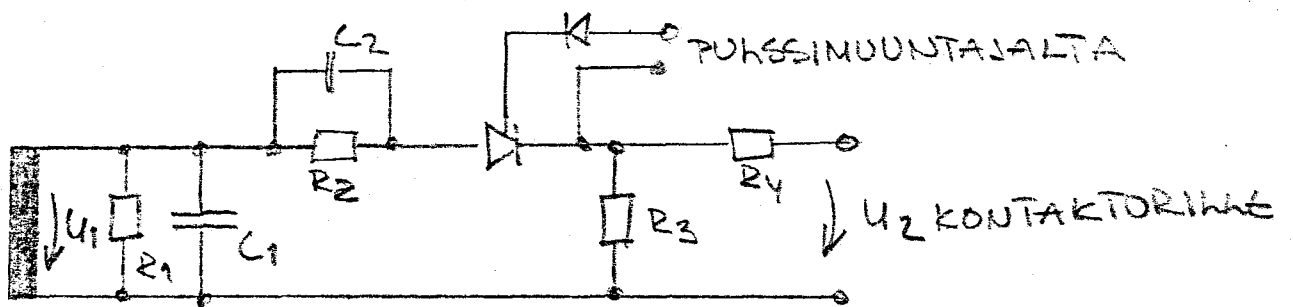 C2
PULSSIMUUNTAJALTA
R2
R4
U1
R1
C1
R3
U2 KONTAKTORILLE